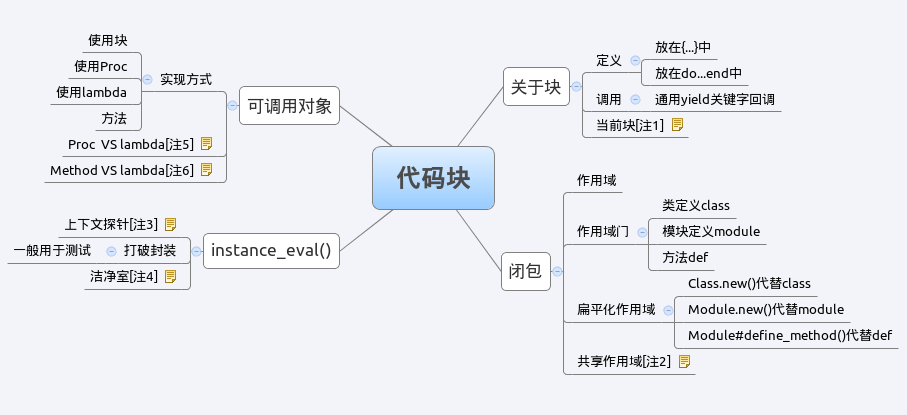 代码块
关于块
定义
放在{...}中
放在do...end中
调用
通用yield关键字回调
当前块[注1]
闭包
作用域
作用域门
类定义class
模块定义module
方法def
扁平化作用域
Class.new()代替class
Module.new()代替module
Module#define_method()代替def
共享作用域[注2]
instance_eval()
上下文探针[注3]
打破封装
一般用于测试
洁净室[注4]
可调用对象
实现方式
使用块
使用Proc
使用lambda
方法
Proc VS lambda[注5]
Method VS lambda[注6]